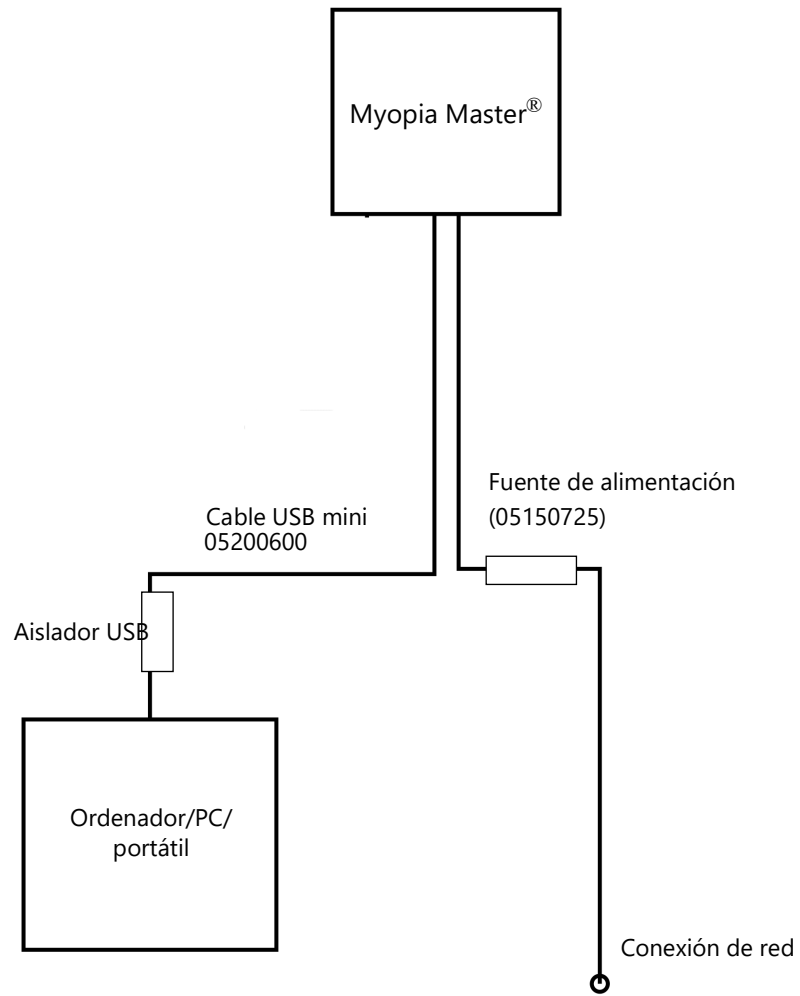 Myopia Master®
Fuente de alimentación
(05150725)
Cable USB mini
05200600
Aislador USB
Ordenador/PC/
portátil
Conexión de red